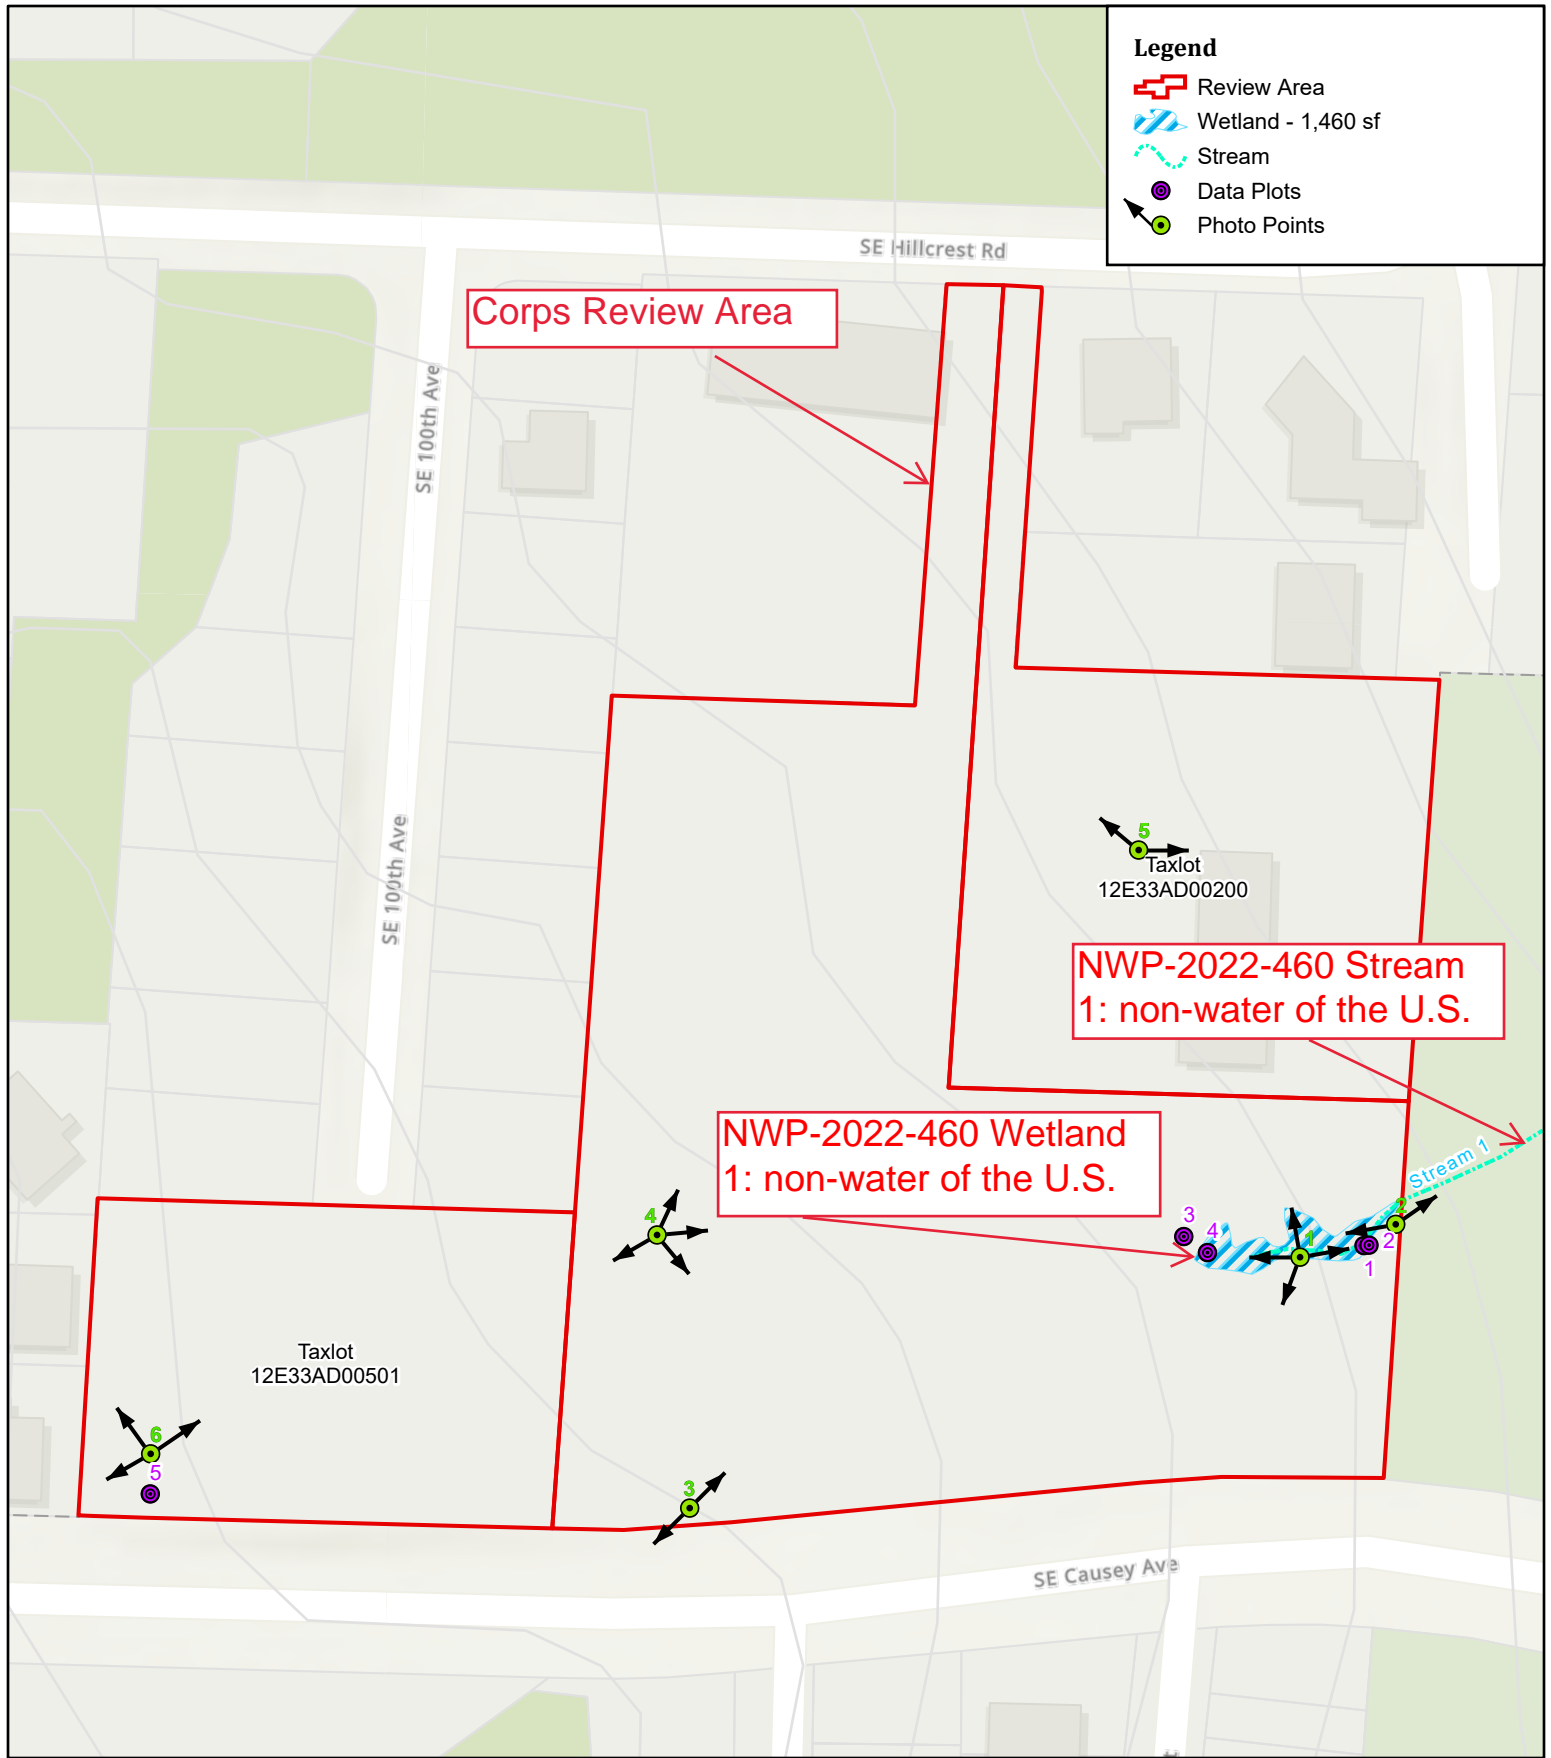 Legend
Review Area
Wetland - 1,460 sf
Stream
Data Plots
Photo Points
SE Hillcrest Rd
Corps Review Area
SE 100th Ave
5
Taxlot
12E33AD00200
SE 100th Ave
NWP-2022-460 Stream
1: non-water of the U.S.
NWP-2022-460 Wetland
1: non-water of the U.S.
Stream 1
4
3
4
1
2
2
1
Taxlot
12E33AD00501
6
5
3
SE Causey Ave